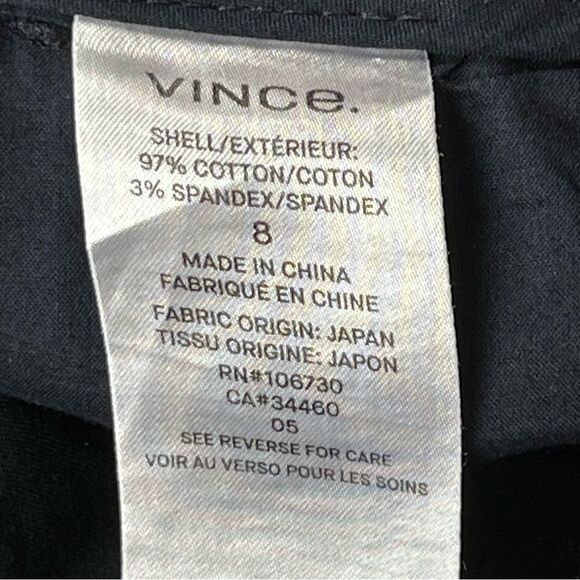 VINCe.
SHELL/EXTÉRIEUR:
97% COTTON/COTON
3% SPANDEX/SPANDEX
8
MADE IN CHINA
FABRIQUÉ EN CHINE
FABRIC ORIGIN: JAPAN
TISSU ORIGINE: JAPON
RN#106730
CA#34460
05
SEE REVERSE FOR CARE
VOIR AU VERSO POUR LES SOINS